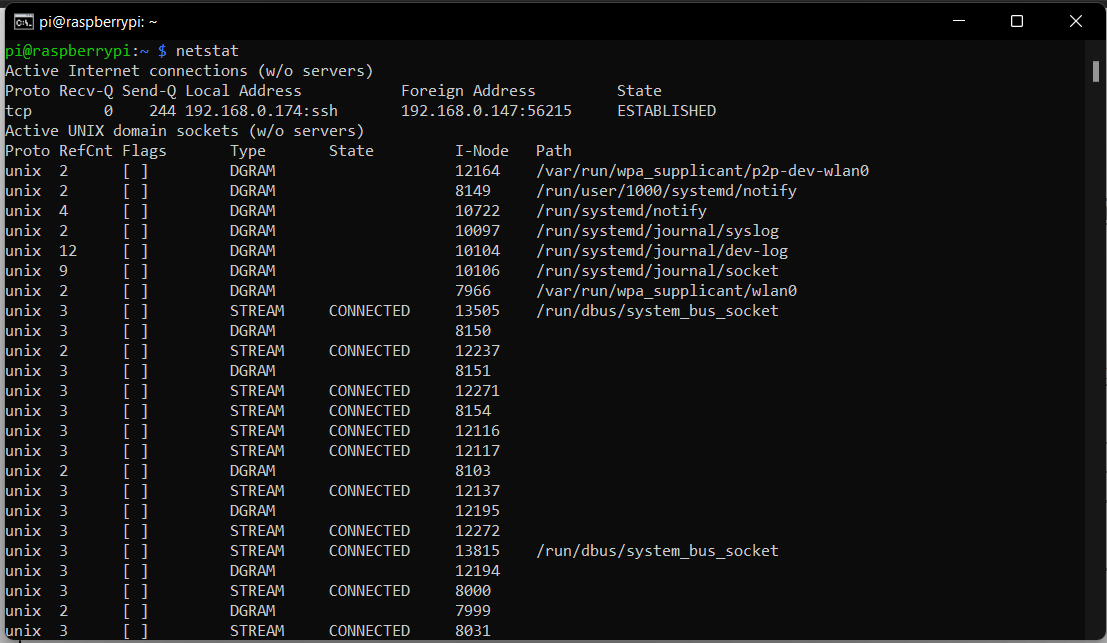 pi@raspberrypi: ~
pi@raspberrypi:~ $ netstat
Active Internet connections (w/o servers)
Proto Recv-Q Send-Q Local Address           Foreign Address         State
tcp        0    244 192.168.0.174:ssh       192.168.0.147:56215     ESTABLISHED
Active UNIX domain sockets (w/o servers)
Proto RefCnt Flags       Type       State         I-Node   Path
unix  2      [ ]         DGRAM                    12164    /var/run/wpa_supplicant/p2p-dev-wlan0
unix  2      [ ]         DGRAM                    8149     /run/user/1000/systemd/notify
unix  4      [ ]         DGRAM                    10722    /run/systemd/notify
unix  2      [ ]         DGRAM                    10097    /run/systemd/journal/syslog
unix  12     [ ]         DGRAM                    10104    /run/systemd/journal/dev-log
unix  9      [ ]         DGRAM                    10106    /run/systemd/journal/socket
unix  2      [ ]         DGRAM                    7966     /var/run/wpa_supplicant/wlan0
unix  3      [ ]         STREAM     CONNECTED     13505    /run/dbus/system_bus_socket
unix  3      [ ]         DGRAM                    8150
unix  2      [ ]         STREAM     CONNECTED     12237
unix  3      [ ]         DGRAM                    8151
unix  3      [ ]         STREAM     CONNECTED     12271
unix  3      [ ]         STREAM     CONNECTED     8154
unix  3      [ ]         STREAM     CONNECTED     12116
unix  3      [ ]         STREAM     CONNECTED     12117
unix  2      [ ]         DGRAM                    8103
unix  3      [ ]         STREAM     CONNECTED     12137
unix  3      [ ]         DGRAM                    12195
unix  3      [ ]         STREAM     CONNECTED     12272
unix  3      [ ]         STREAM     CONNECTED     13815    /run/dbus/system_bus_socket
unix  3      [ ]         DGRAM                    12194
unix  3      [ ]         STREAM     CONNECTED     8000
unix  2      [ ]         DGRAM                    7999
unix  3      [ ]         STREAM     CONNECTED     8031